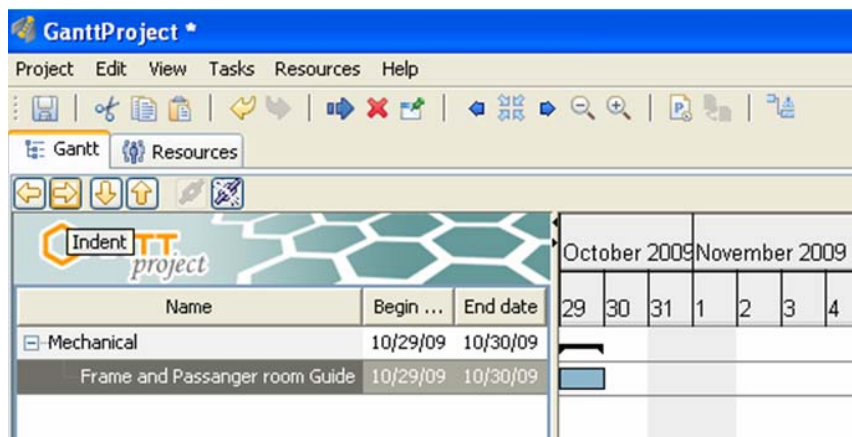 GanttProject *
Project Edit View Tasks Resources Help
P
Gantt Resources
Indent
TT
project
October 2009 November 2009
Name Begin ... End date 29 30 31 1 2 3 4
Mechanical 10/29/09 10/30/09
Frame and Passanger room Guide 10/29/09 10/30/09